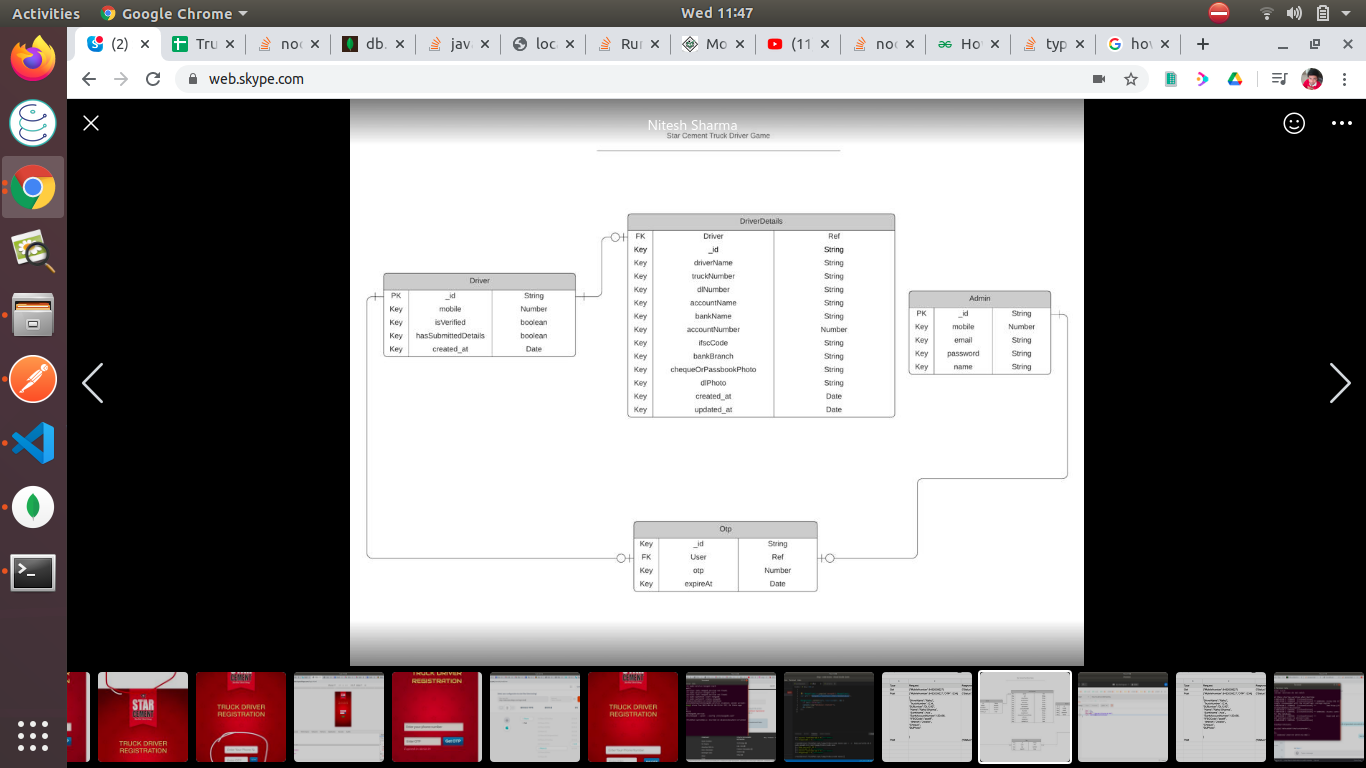 Activities Google Chrome Wed 11:47
(2) Tru noc db. jav loc Rur Mo (11 noc Ho typ hov
web.skype.com
Nitesh Sharma
Star Cement Truck Driver Game
DriverDetails
FK Driver Ref
Key _id String
Key driverName String
Key truckNumber String
Key dlNumber String
Key accountName String
Key bankName String
Key accountNumber Number
Key ifscCode String
Key bankBranch String
Key chequeOrPassbookPhoto String
Key dlPhoto String
Key created_at Date
Key updated_at Date
Driver
PK _id String
Key mobile Number
Key isVerified boolean
Key hasSubmittedDetails boolean
Key created_at Date
Admin
PK _id String
Key mobile Number
Key email String
Key password String
Key name String
Otp
Key _id String
FK User Ref
Key otp Number
Key expireAt Date
STAR
CEMENT
TRUCK DRIVER
TRUCK DRIVER
REGISTRATION
TRUCK DRIVER
REGISTRATION
Get OTP
TRUCK DRIVER
REGISTRATION